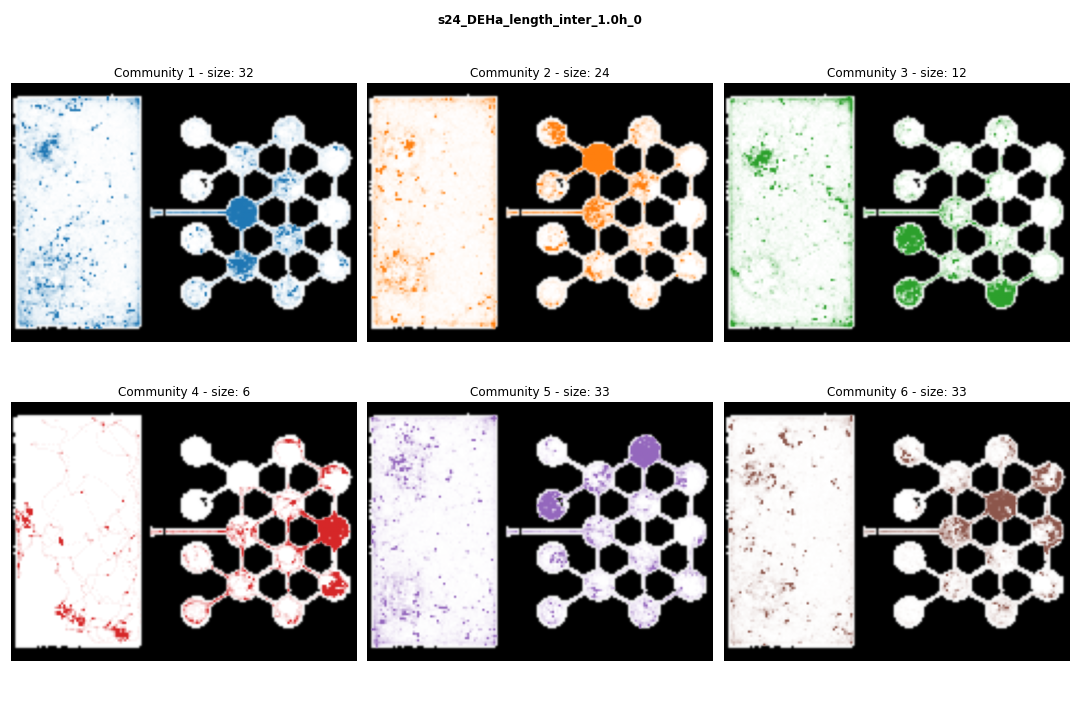 s24_DEHa_length_inter_1.0h_0
Community 1 - size: 32
Community 2 - size: 24
Community 3 - size: 12
Community 4 - size: 6
Community 5 - size: 33
Community 6 - size: 33